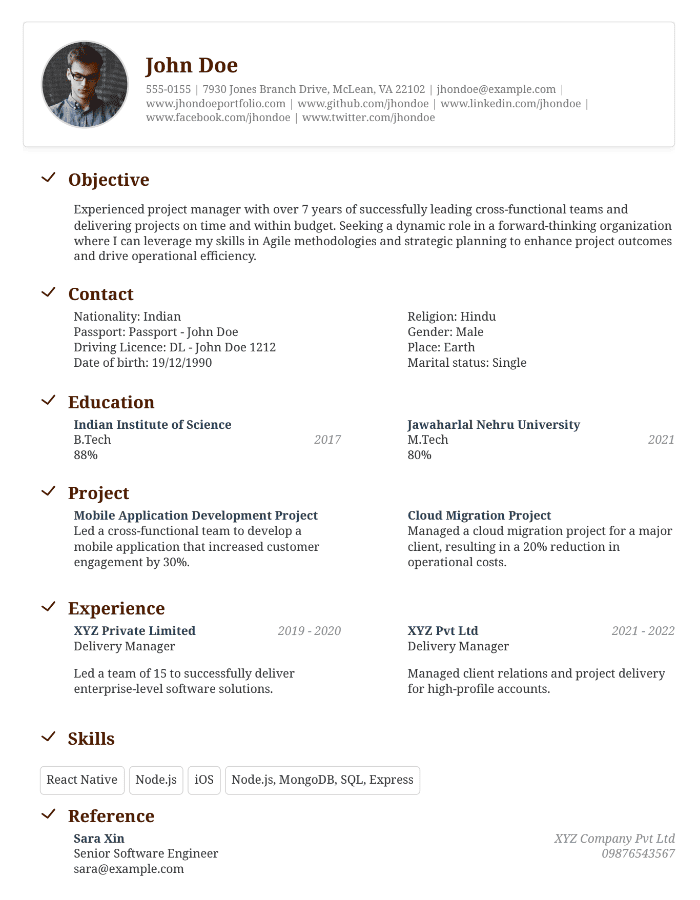 John Doe
555-0155 | 7930 Jones Branch Drive, McLean, VA 22102 | jhondoe@example.com |
www.jhondoeportfolio.com | www.github.com/jhondoe | www.linkedin.com/jhondoe |
www.facebook.com/jhondoe | www.twitter.com/jhondoe
Objective
Experienced project manager with over 7 years of successfully leading cross-functional teams and
delivering projects on time and within budget. Seeking a dynamic role in a forward-thinking organization
where I can leverage my skills in Agile methodologies and strategic planning to enhance project outcomes
and drive operational efficiency.
Contact
Nationality: Indian
Passport: Passport - John Doe
Driving Licence: DL - John Doe 1212
Date of birth: 19/12/1990
Religion: Hindu
Gender: Male
Place: Earth
Marital status: Single
Education
Indian Institute of Science
B.Tech 2017
88%
Jawaharlal Nehru University
M.Tech 2021
80%
Project
Mobile Application Development Project
Led a cross-functional team to develop a
mobile application that increased customer
engagement by 30%.
Cloud Migration Project
Managed a cloud migration project for a major
client, resulting in a 20% reduction in
operational costs.
Experience
XYZ Private Limited 2019 - 2020
Delivery Manager
Led a team of 15 to successfully deliver
enterprise-level software solutions.
XYZ Pvt Ltd 2021 - 2022
Delivery Manager
Managed client relations and project delivery
for high-profile accounts.
Skills
React Native Node.js iOS Node.js, MongoDB, SQL, Express
Reference
Sara Xin XYZ Company Pvt Ltd
Senior Software Engineer 09876543567
sara@example.com